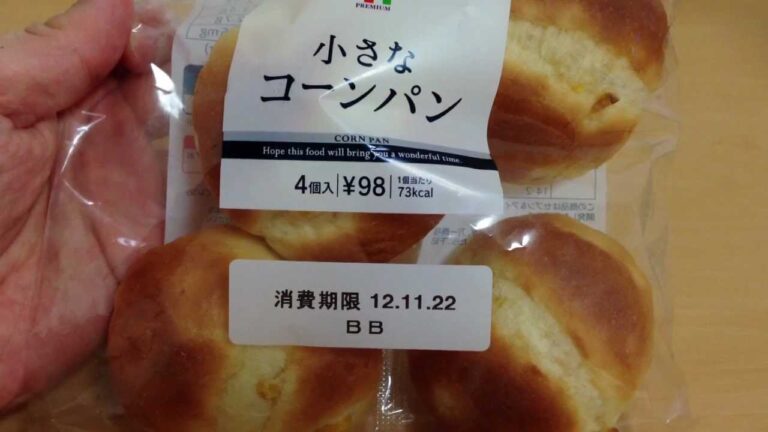 PREMIUM
小さな
コーンパン
CORN PAN
Hope this food will bring you a wonderful time.
4個入 ¥98 1個当たり 73kcal
消費期限 12.11.22
BB